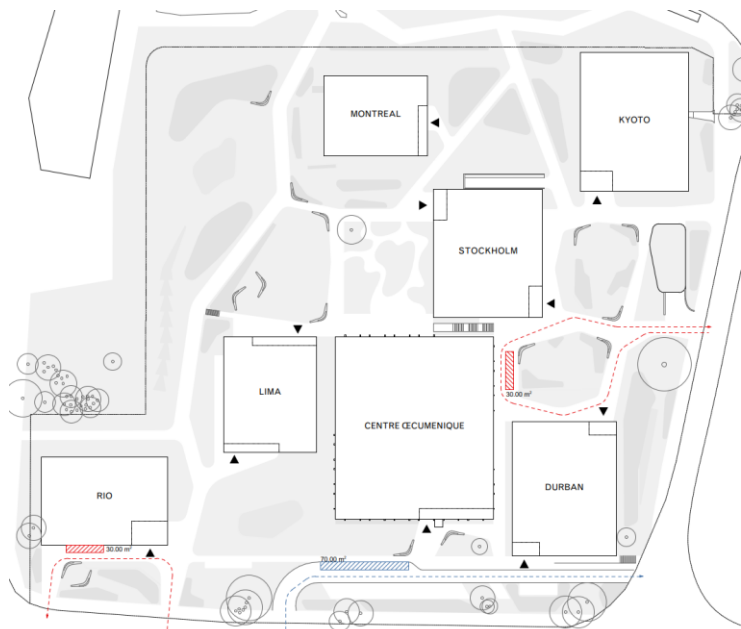 MONTREAL
KYOTO
STOCKHOLM
LIMA
30.00 m²
CENTRE ŒCUMENIQUE
DURBAN
RIO
30.00 m²
70.00 m²